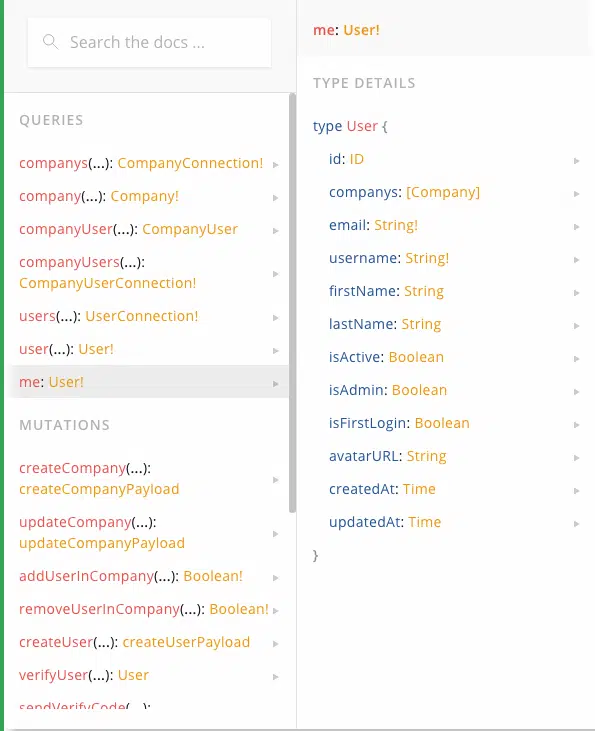 Search the docs ...
QUERIES
companys(...): CompanyConnection!
company(...): Company!
companyUser(...): CompanyUser
companyUsers(...):
CompanyUserConnection!
users(...): UserConnection!
user(...): User!
me: User!
MUTATIONS
createCompany(...):
createCompanyPayload
updateCompany(...):
updateCompanyPayload
addUserInCompany(...): Boolean!
removeUserInCompany(...): Boolean!
createUser(...): createUserPayload
verifyUser(...): User
sendVerifyCode(...):
me: User!
TYPE DETAILS
type User {
id: ID
companys: [Company]
email: String!
username: String!
firstName: String
lastName: String
isActive: Boolean
isAdmin: Boolean
isFirstLogin: Boolean
avatarURL: String
createdAt: Time
updatedAt: Time
}